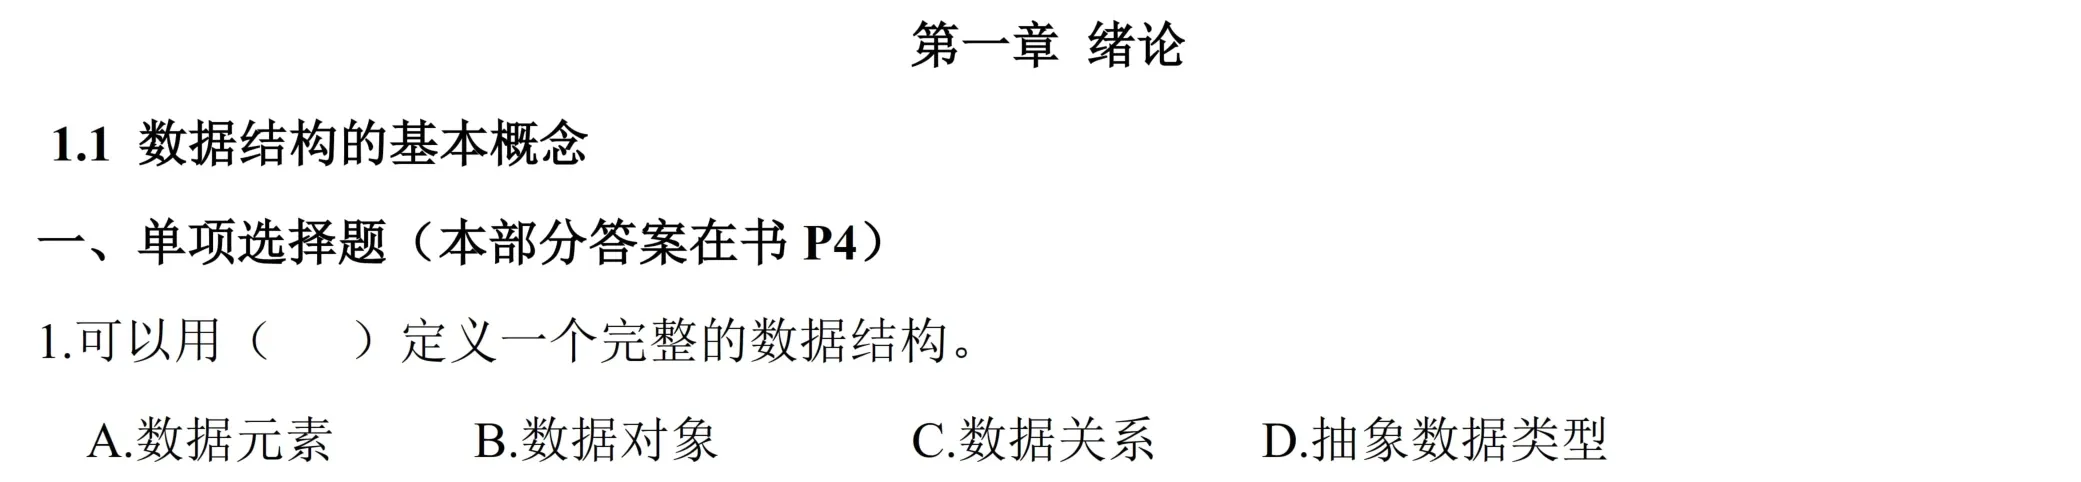 第一章 绪论
1.1 数据结构的基本概念
一、单项选择题（本部分答案在书 P4）
1.可以用（ ）定义一个完整的数据结构。
A.数据元素 B.数据对象 C.数据关系 D.抽象数据类型